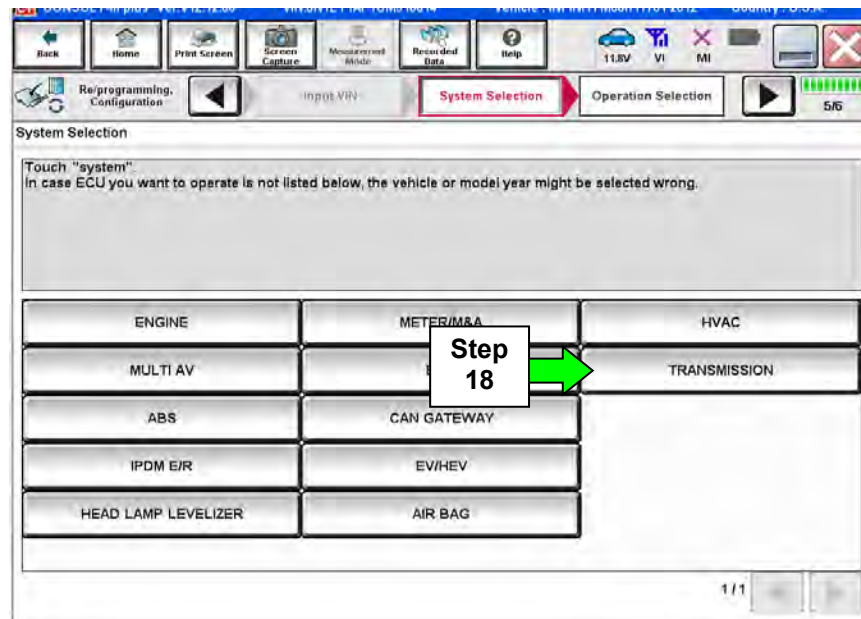 Back
Home
Print Screen
Screen
Capture
Measurement
Mode
Recorded
Data
Help
11.8V
VI
MI
Re/programming,
Configuration
Input VIN
System Selection
Operation Selection
5/6
System Selection
Touch "system".
In case ECU you want to operate is not listed below, the vehicle or model year might be selected wrong.
ENGINE
METER/M&A
HVAC
MULTI AV
Step
18
TRANSMISSION
ABS
CAN GATEWAY
IPDM E/R
EV/HEV
HEAD LAMP LEVELIZER
AIR BAG
1/1